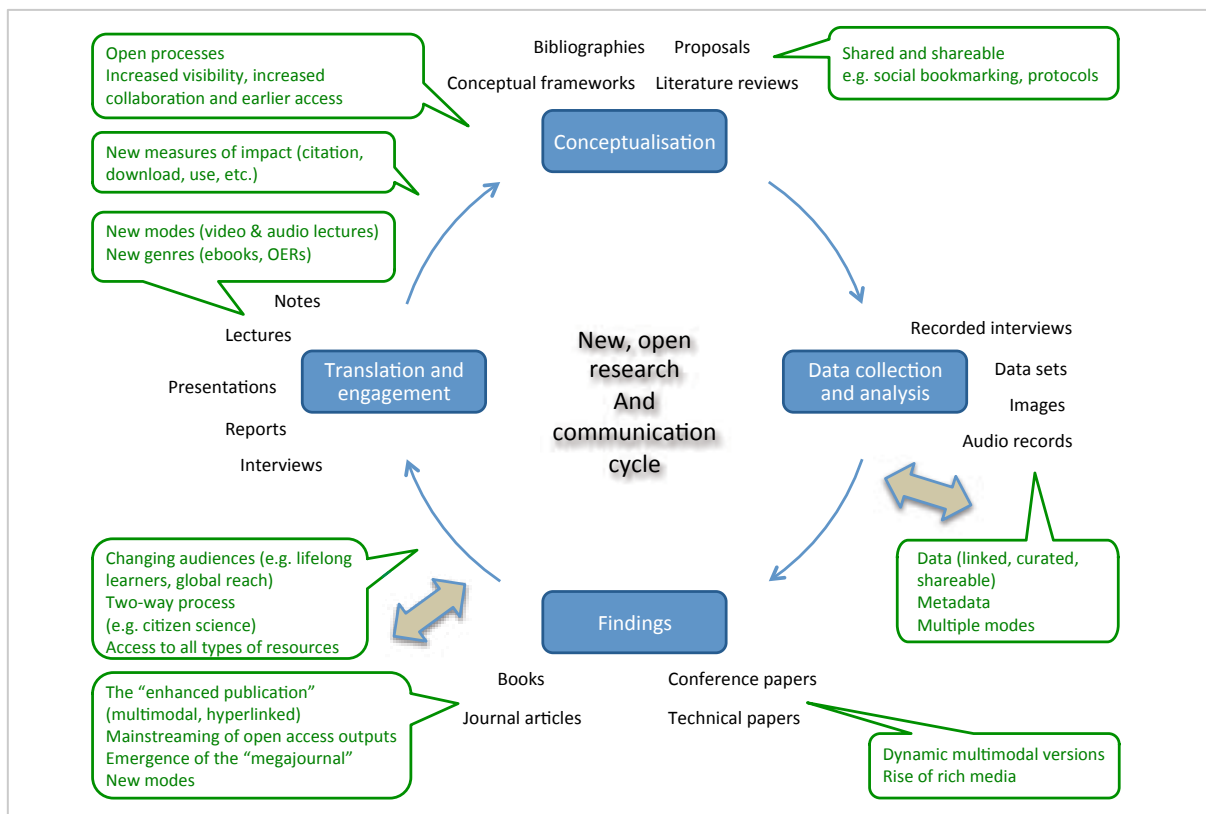 Open processes
Increased visibility, increased
collaboration and earlier access
Bibliographies
Proposals
Conceptual frameworks
Literature reviews
Shared and shareable
e.g. social bookmarking, protocols
Conceptualisation
New measures of impact (citation,
download, use, etc.)
New modes (video & audio lectures)
New genres (ebooks, OERs)
Notes
Lectures
Presentations
Reports
Interviews
Translation and
engagement
New, open
research
And
communication
cycle
Data collection
and analysis
Recorded interviews
Data sets
Images
Audio records
Data (linked, curated,
shareable)
Metadata
Multiple modes
Changing audiences (e.g. lifelong
learners, global reach)
Two-way process
(e.g. citizen science)
Access to all types of resources
Findings
Books
Journal articles
Conference papers
Technical papers
The “enhanced publication”
(multimodal, hyperlinked)
Mainstreaming of open access outputs
Emergence of the “megajournal”
New modes
Dynamic multimodal versions
Rise of rich media